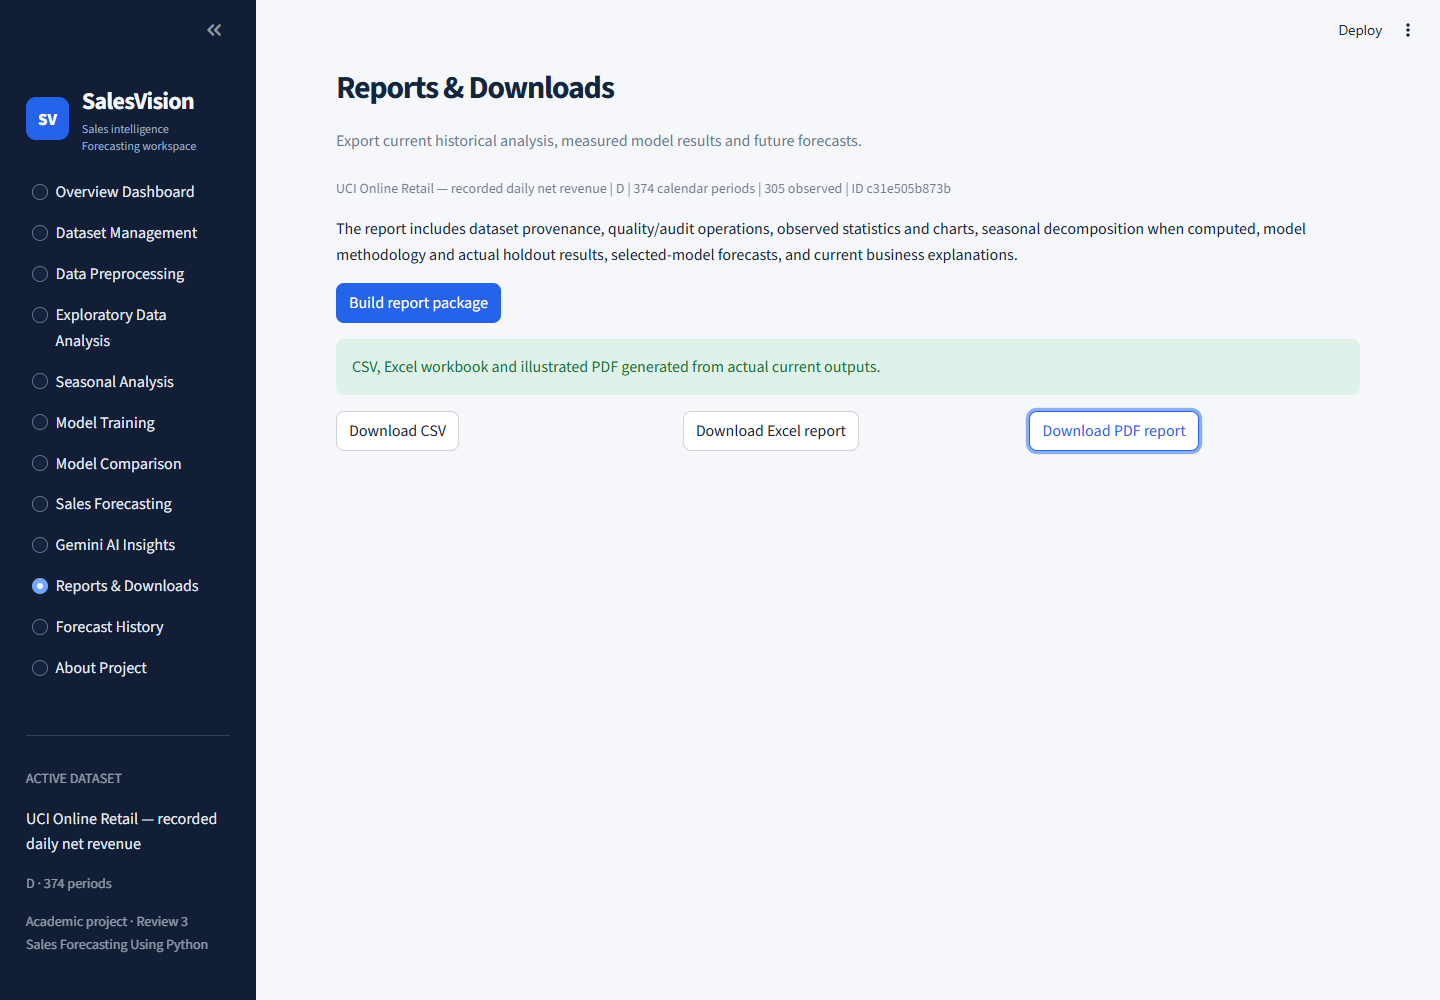 Deploy
SV
SalesVision
Sales intelligence
Forecasting workspace
Overview Dashboard
Dataset Management
Data Preprocessing
Exploratory Data
Analysis
Seasonal Analysis
Model Training
Model Comparison
Sales Forecasting
Gemini AI Insights
Reports & Downloads
Forecast History
About Project
ACTIVE DATASET
UCI Online Retail — recorded
daily net revenue
D · 374 periods
Academic project · Review 3
Sales Forecasting Using Python
Reports & Downloads
Export current historical analysis, measured model results and future forecasts.
UCI Online Retail — recorded daily net revenue | D | 374 calendar periods | 305 observed | ID c31e505b873b
The report includes dataset provenance, quality/audit operations, observed statistics and charts, seasonal decomposition when computed, model
methodology and actual holdout results, selected-model forecasts, and current business explanations.
Build report package
CSV, Excel workbook and illustrated PDF generated from actual current outputs.
Download CSV
Download Excel report
Download PDF report